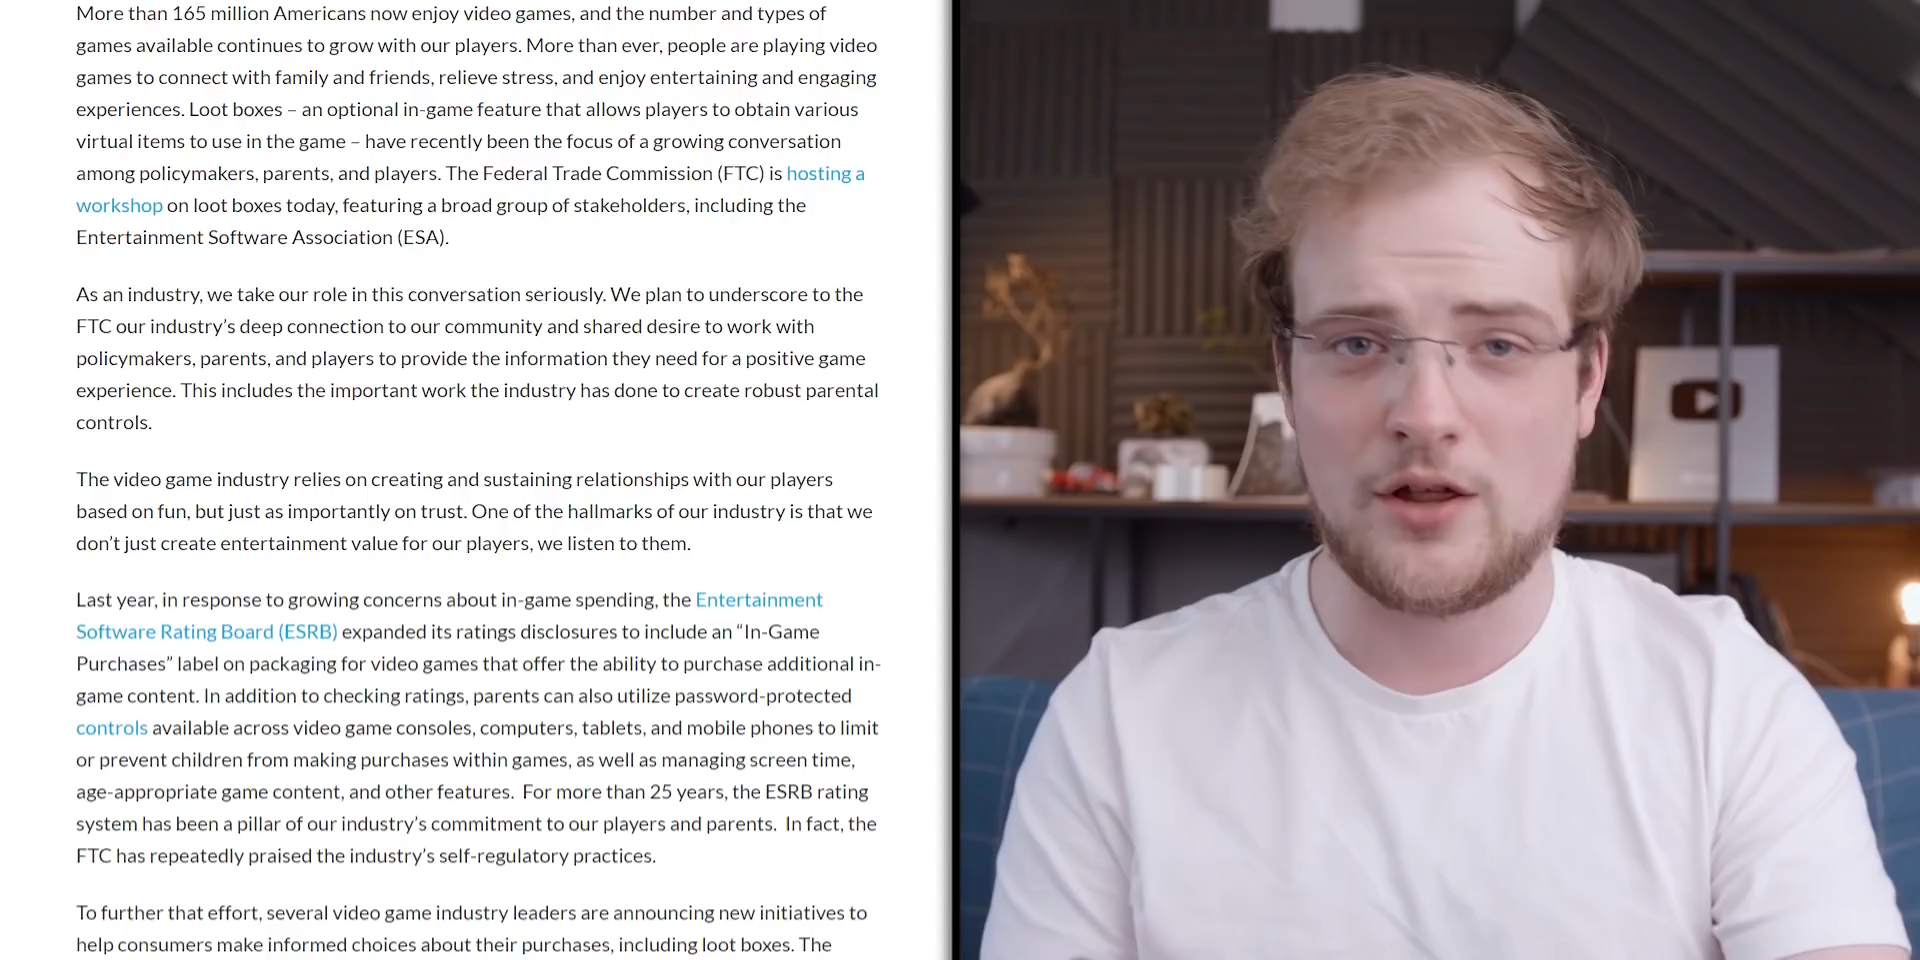 More than 165 million Americans now enjoy video games, and the number and types of
games available continues to grow with our players. More than ever, people are playing video
games to connect with family and friends, relieve stress, and enjoy entertaining and engaging
experiences. Loot boxes – an optional in-game feature that allows players to obtain various
virtual items to use in the game – have recently been the focus of a growing conversation
among policymakers, parents, and players. The Federal Trade Commission (FTC) is hosting a
workshop on loot boxes today, featuring a broad group of stakeholders, including the
Entertainment Software Association (ESA).
As an industry, we take our role in this conversation seriously. We plan to underscore to the
FTC our industry’s deep connection to our community and shared desire to work with
policymakers, parents, and players to provide the information they need for a positive game
experience. This includes the important work the industry has done to create robust parental
controls.
The video game industry relies on creating and sustaining relationships with our players
based on fun, but just as importantly on trust. One of the hallmarks of our industry is that we
don’t just create entertainment value for our players, we listen to them.
Last year, in response to growing concerns about in-game spending, the Entertainment
Software Rating Board (ESRB) expanded its ratings disclosures to include an “In-Game
Purchases” label on packaging for video games that offer the ability to purchase additional in-
game content. In addition to checking ratings, parents can also utilize password-protected
controls available across video game consoles, computers, tablets, and mobile phones to limit
or prevent children from making purchases within games, as well as managing screen time,
age-appropriate game content, and other features.  For more than 25 years, the ESRB rating
system has been a pillar of our industry’s commitment to our players and parents.  In fact, the
FTC has repeatedly praised the industry’s self-regulatory practices.
To further that effort, several video game industry leaders are announcing new initiatives to
help consumers make informed choices about their purchases, including loot boxes. The